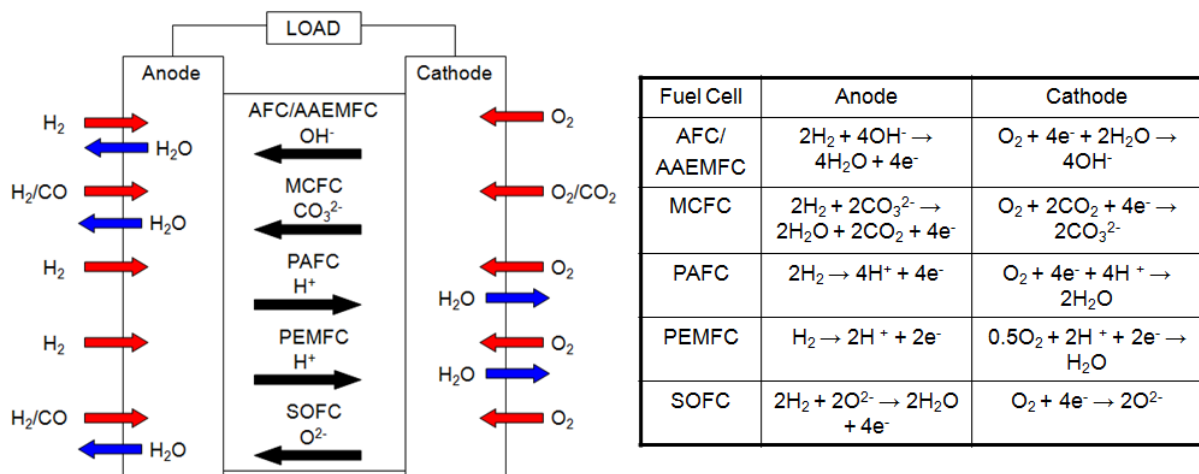 LOAD
Anode
Cathode
AFC/AAEMFC
OH⁻
H₂
H₂O
O₂
MCFC
CO₃²⁻
H₂/CO
H₂O
O₂/CO₂
PAFC
H⁺
H₂
O₂
H₂O
PEMFC
H⁺
H₂
O₂
H₂O
SOFC
O²⁻
H₂/CO
H₂O
O₂
Fuel Cell Anode Cathode
AFC/
AAEMFC
2H₂ + 4OH⁻ →
4H₂O + 4e⁻
O₂ + 4e⁻ + 2H₂O →
4OH⁻
MCFC
2H₂ + 2CO₃²⁻ →
2H₂O + 2CO₂ + 4e⁻
O₂ + 2CO₂ + 4e⁻ →
2CO₃²⁻
PAFC
2H₂ → 4H⁺ + 4e⁻
O₂ + 4e⁻ + 4H ⁺ →
2H₂O
PEMFC
H₂ → 2H ⁺ + 2e⁻
0.5O₂ + 2H ⁺ + 2e⁻ →
H₂O
SOFC
2H₂ + 2O²⁻ → 2H₂O
+ 4e⁻
O₂ + 4e⁻ → 2O²⁻